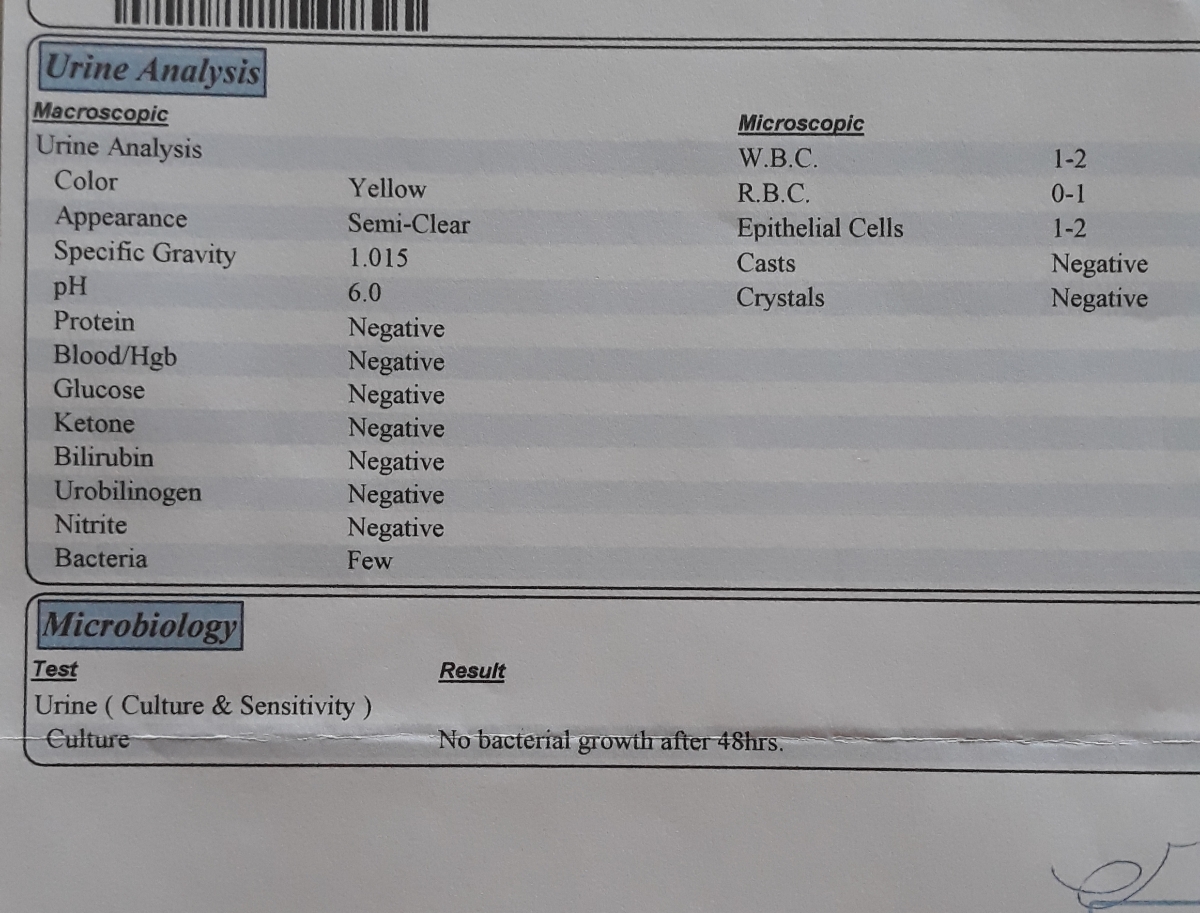 Urine Analysis
Macroscopic
Urine Analysis
Color Yellow
Appearance Semi-Clear
Specific Gravity 1.015
pH 6.0
Protein Negative
Blood/Hgb Negative
Glucose Negative
Ketone Negative
Bilirubin Negative
Urobilinogen Negative
Nitrite Negative
Bacteria Few
Microscopic
W.B.C. 1-2
R.B.C. 0-1
Epithelial Cells 1-2
Casts Negative
Crystals Negative
Microbiology
Test Result
Urine ( Culture & Sensitivity )
Culture No bacterial growth after 48hrs.